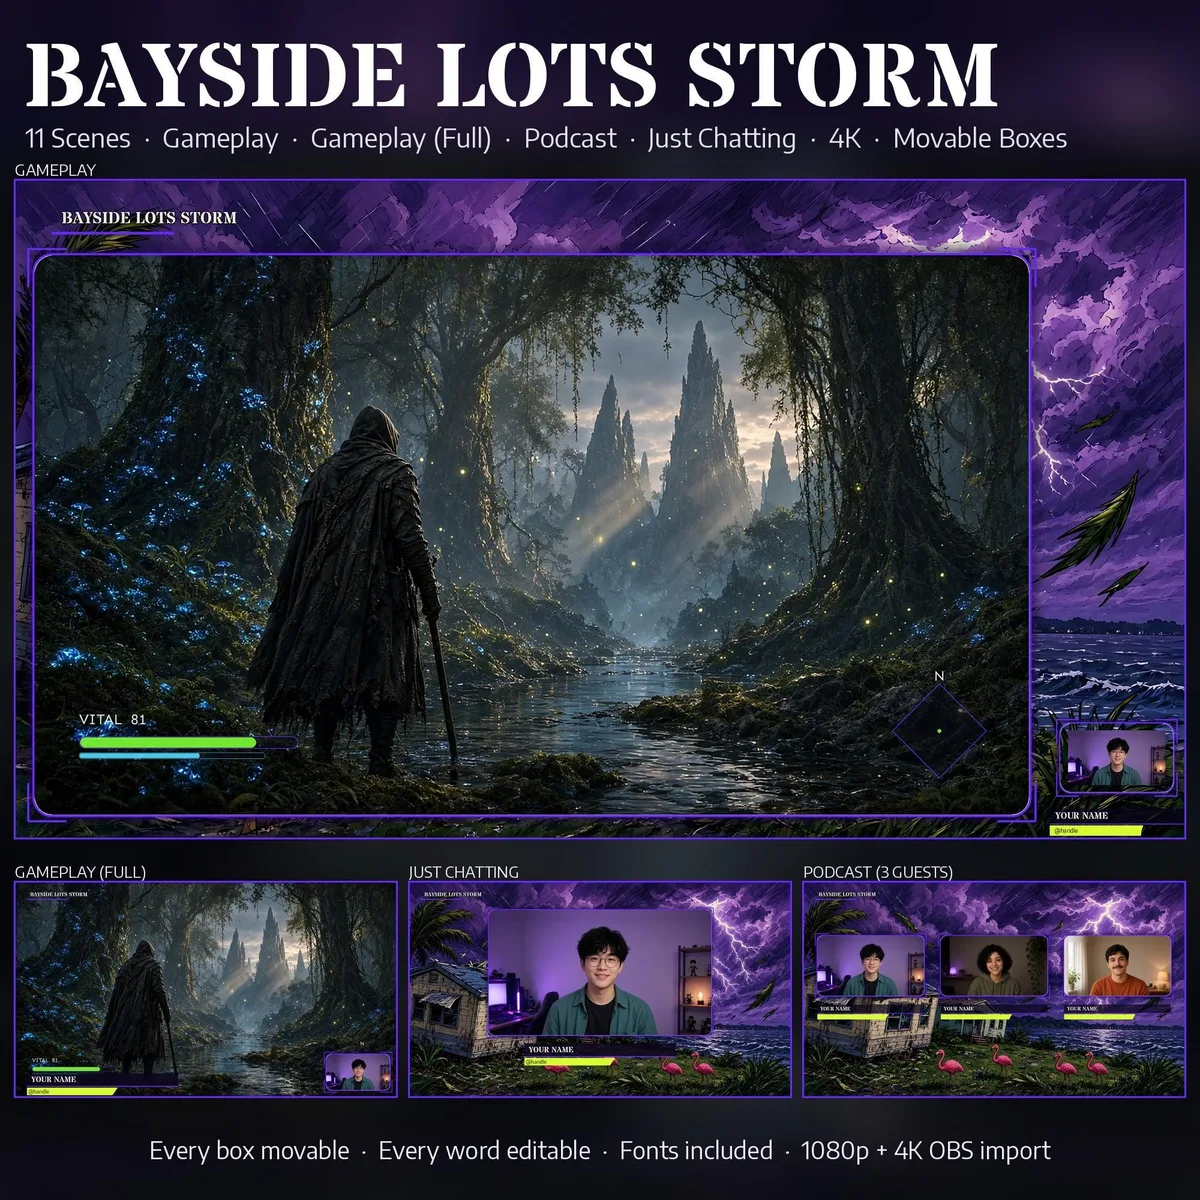 BAYSIDE LOTS STORM
11 Scenes · Gameplay · Gameplay (Full) · Podcast · Just Chatting · 4K · Movable Boxes
GAMEPLAY
BAYSIDE LOTS STORM
VITAL 81
N
YOUR NAME
@handle
GAMEPLAY (FULL)
BAYSIDE LOTS STORM
N
VITAL 81
YOUR NAME
@handle
JUST CHATTING
BAYSIDE LOTS STORM
YOUR NAME
@handle
PODCAST (3 GUESTS)
BAYSIDE LOTS STORM
YOUR NAME
YOUR NAME
YOUR NAME
Every box movable · Every word editable · Fonts included · 1080p + 4K OBS import